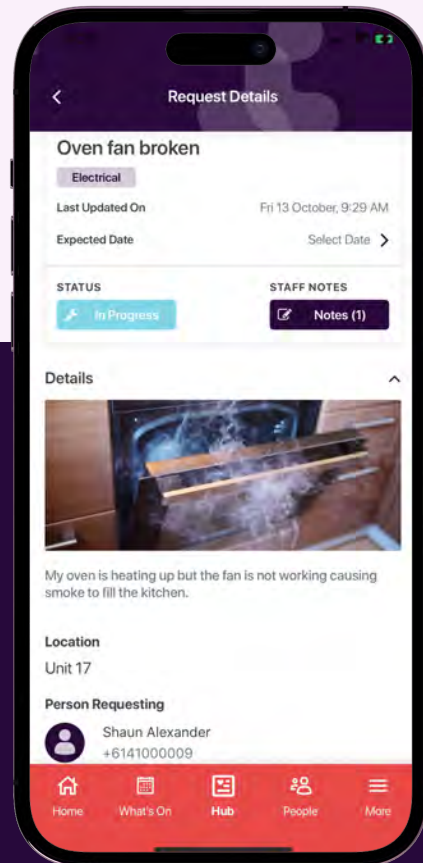 Request Details
Oven fan broken
Electrical
Last Updated On Fri 13 October, 9:29 AM
Expected Date Select Date
STATUS STAFF NOTES
In Progress Notes (1)
Details
My oven is heating up but the fan is not working causing
smoke to fill the kitchen.
Location
Unit 17
Person Requesting
Shaun Alexander
+6141000009
Home What's On Hub People More